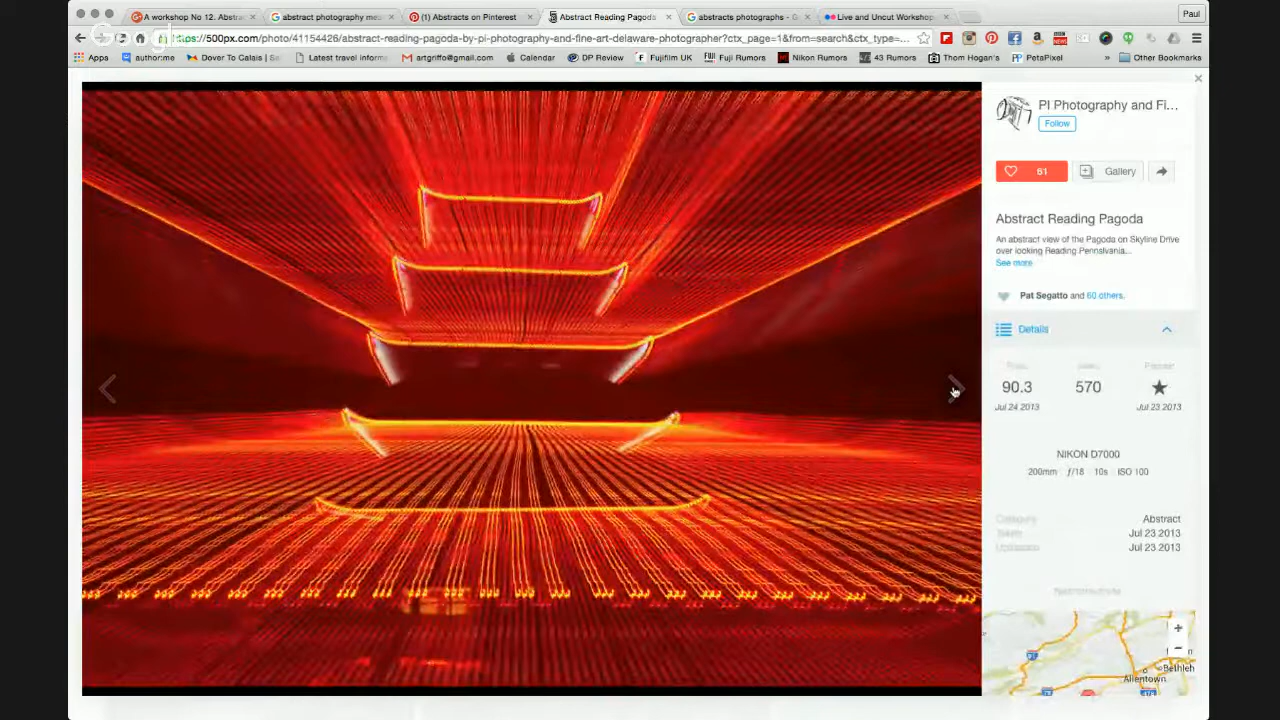 A workshop No 12. Abstrac
abstract photography mea
(1) Abstracts on Pinterest
Abstract Reading Pagoda
abstracts photographs - G
Live and Uncut Workshop
Paul
https://500px.com/photo/41154426/abstract-reading-pagoda-by-pi-photography-and-fine-art-delaware-photographer?ctx_page=1&from=search&ctx_type=...
Apps
author:me
Dover To Calais | Se
Latest travel inform
artgriffo@gmail.com
Calendar
DP Review
Fujifilm UK
Fuji Rumors
Nikon Rumors
43 Rumors
Thom Hogan's
PetaPixel
» Other Bookmarks
PI Photography and Fi...
Follow
61
Gallery
Abstract Reading Pagoda
An abstract view of the Pagoda on Skyline Drive
over looking Reading Pennsylvania...
See more
Pat Segatto and 60 others.
Details
90.3
570
Jul 24 2013
Jul 23 2013
NIKON D7000
200mm ƒ/18 10s ISO 100
Category Abstract
Taken Jul 23 2013
Uploaded Jul 23 2013
Bethleh
Allentown